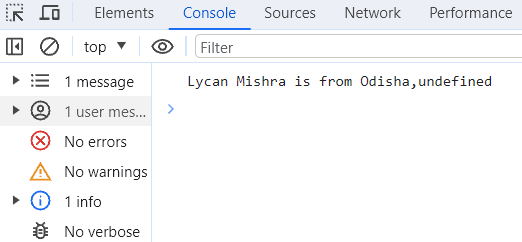 Elements Console Sources Network Performance
top ▼ Filter
1 message
Lycan Mishra is from Odisha,undefined
1 user mes...
No errors
No warnings
1 info
No verbose